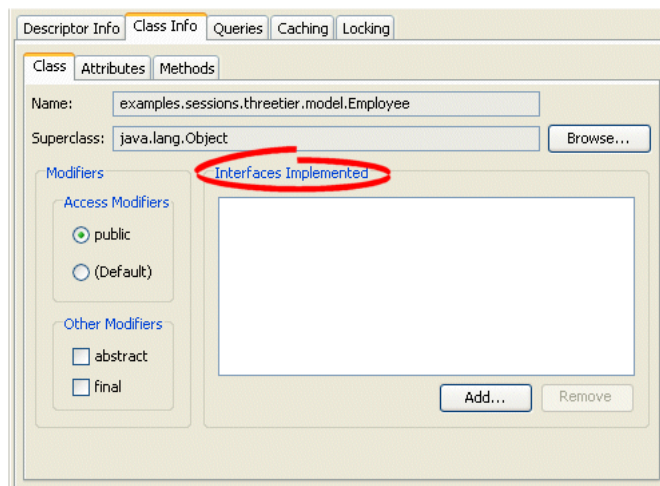 Descriptor Info Class Info Queries Caching Locking
Class Attributes Methods
Name: examples.sessions.threetier.model.Employee
Superclass: java.lang.Object Browse...
Modifiers Interfaces Implemented
Access Modifiers
public
(Default)
Other Modifiers
abstract
final
Add... Remove